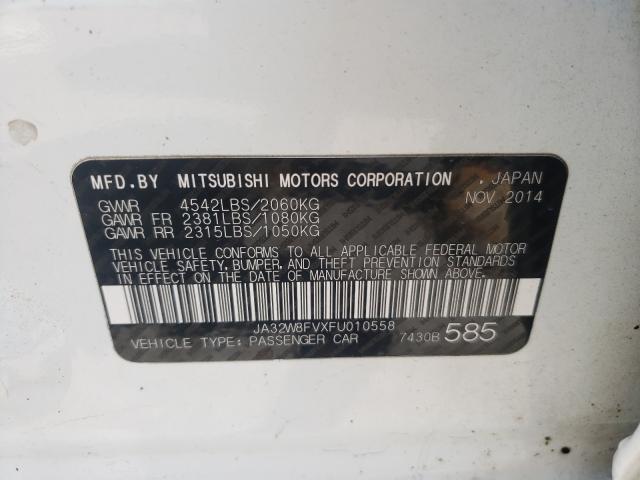 MFD.BY MITSUBISHI MOTORS CORPORATION . JAPAN
GVWR 4542LBS/2060KG NOV 2014
GAWR FR 2381LBS/1080KG
GAWR RR 2315LBS/1050KG
THIS VEHICLE CONFORMS TO ALL APPLICABLE FEDERAL MOTOR
VEHICLE SAFETY, BUMPER, AND THEFT PREVENTION STANDARDS
IN EFFECT ON THE DATE OF MANUFACTURE SHOWN ABOVE.
JA32W8FVXFU010558
VEHICLE TYPE: PASSENGER CAR 7430B 585